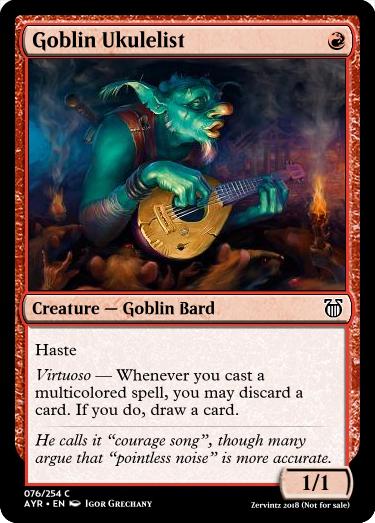 Goblin Ukulelist
Creature — Goblin Bard
Haste
Virtuoso — Whenever you cast a
multicolored spell, you may discard a
card. If you do, draw a card.
He calls it “courage song”, though many
argue that “pointless noise” is more accurate.
1/1
076/254 C
AYR • EN Igor Grechany
Zervintz 2018 (Not for sale)